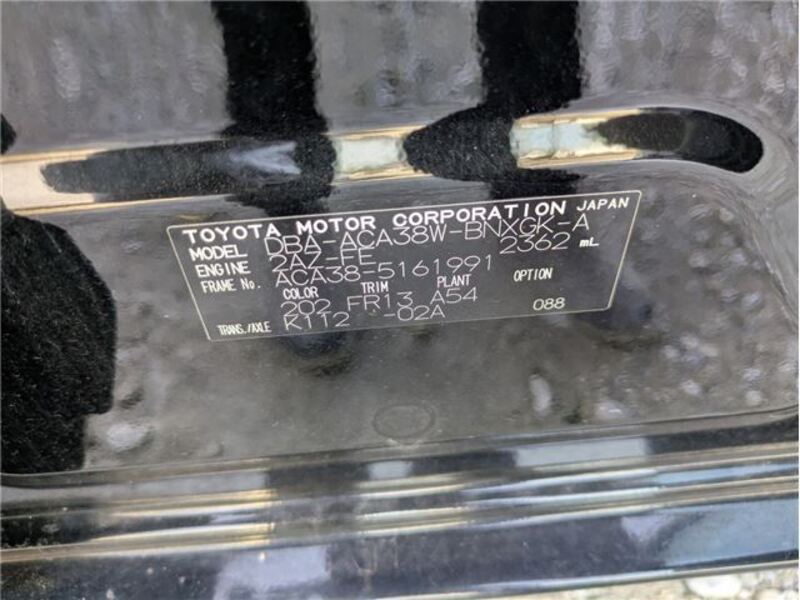 TOYOTA MOTOR CORPORATION JAPAN
MODEL DBA-ACA38W-BNXGK-A
ENGINE 2AZ-FE 2362 mL
FRAME No. ACA38-5161991
COLOR TRIM PLANT OPTION
202 FR13 A54 088
TRANS./AXLE K112 -02A